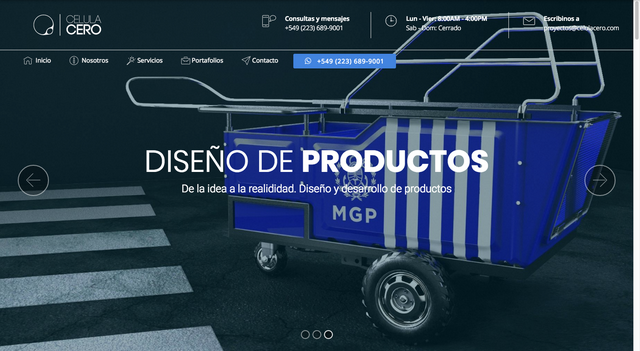 CELULA
CERO
Consultas y mensajes
+549 (223) 689-9001
Lun - Vier: 8:00AM - 4:00PM
Sab - Dom: Cerrado
Escribinos a
proyectos@celulacero.com
Inicio
Nosotros
Servicios
Portafolios
Contacto
+549 (223) 689-9001
DISEÑO DE PRODUCTOS
De la idea a la realididad. Diseño y desarrollo de productos
MGP